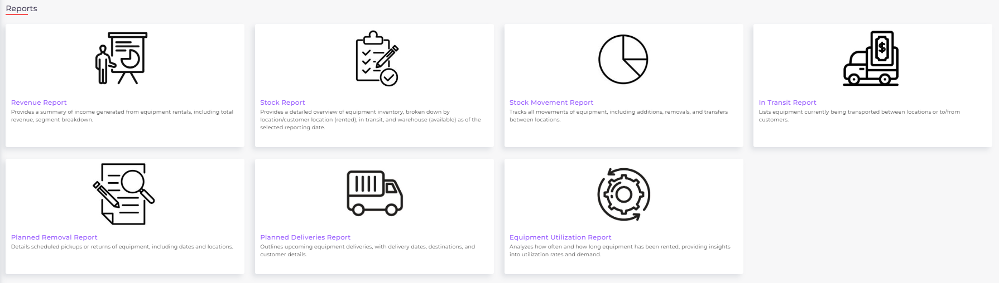 Reports
Revenue Report
Provides a summary of income generated from equipment rentals, including total
revenue, segment breakdown.
Stock Report
Provides a detailed overview of equipment inventory, broken down by
location/customer location (rented), in transit, and warehouse (available) as of the
selected reporting date.
Stock Movement Report
Tracks all movements of equipment, including additions, removals, and transfers
between locations.
In Transit Report
Lists equipment currently being transported between locations or to/from
customers.
Planned Removal Report
Details scheduled pickups or returns of equipment, including dates and locations.
Planned Deliveries Report
Outlines upcoming equipment deliveries, with delivery dates, destinations, and
customer details.
Equipment Utilization Report
Analyzes how often and how long equipment has been rented, providing insights
into utilization rates and demand.